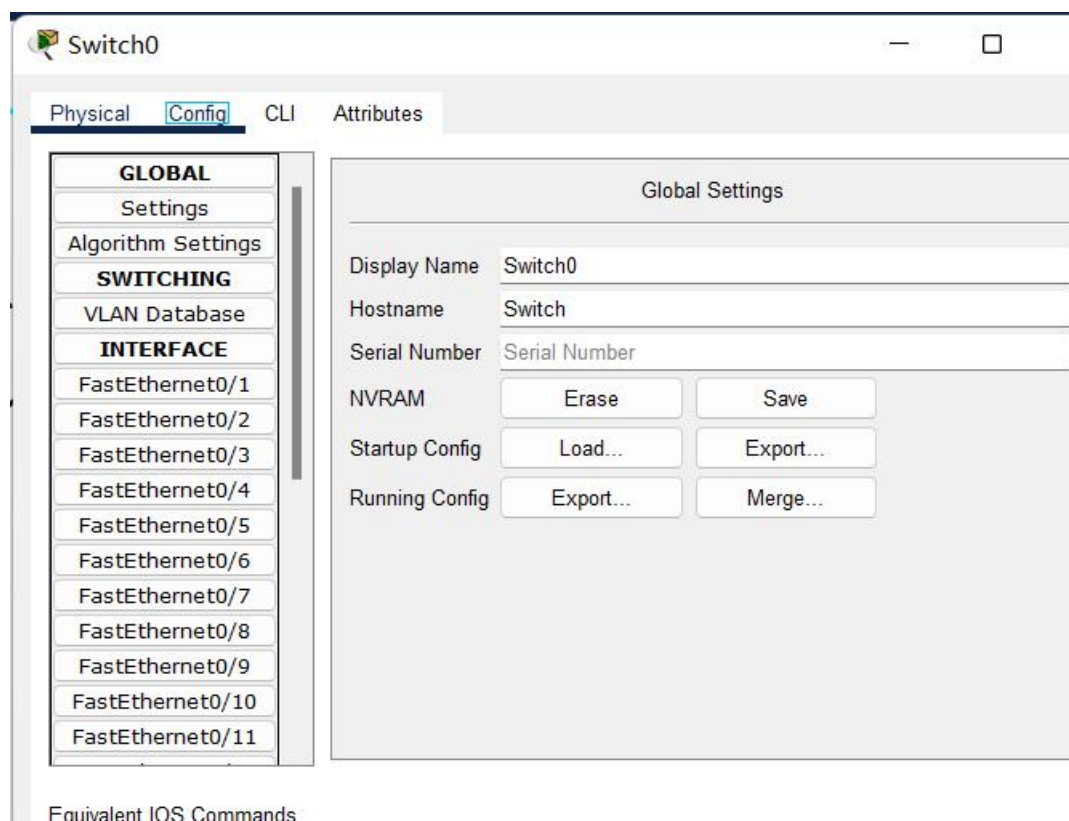 Switch0
Physical Config CLI Attributes
GLOBAL
Settings
Algorithm Settings
SWITCHING
VLAN Database
INTERFACE
FastEthernet0/1
FastEthernet0/2
FastEthernet0/3
FastEthernet0/4
FastEthernet0/5
FastEthernet0/6
FastEthernet0/7
FastEthernet0/8
FastEthernet0/9
FastEthernet0/10
FastEthernet0/11
Global Settings
Display Name Switch0
Hostname Switch
Serial Number Serial Number
NVRAM Erase Save
Startup Config Load... Export...
Running Config Export... Merge...
Equivalent IOS Commands